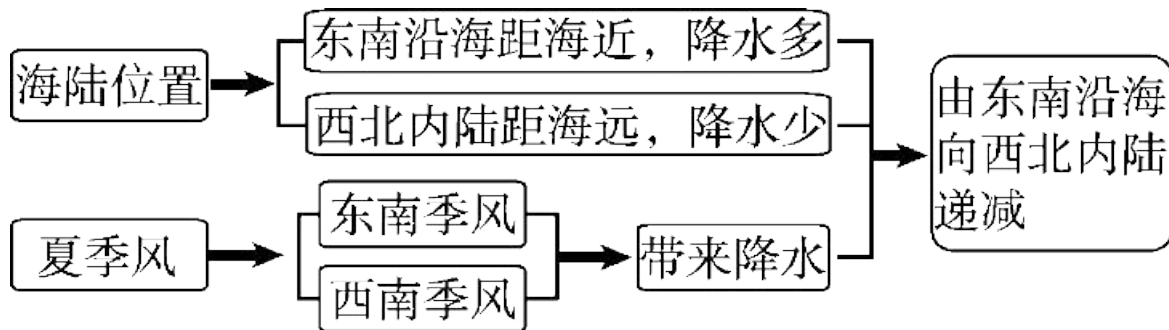 海陆位置
东南沿海距海近，降水多
西北内陆距海远，降水少
夏季风
东南季风
西南季风
带来降水
由东南沿海
向西北内陆
递减